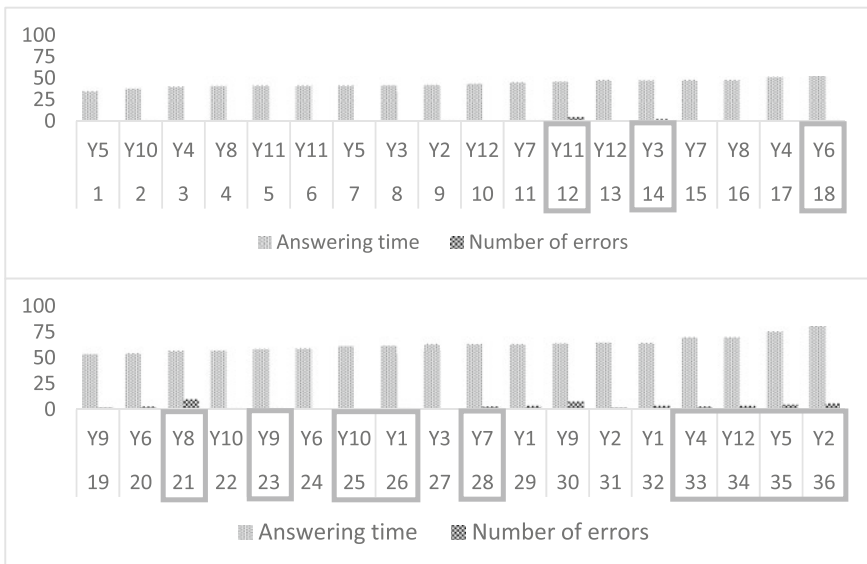 100
75
50
25
0
Y5 Y10 Y4 Y8 Y11 Y11 Y5 Y3 Y2 Y12 Y7 Y11 Y12 Y3 Y7 Y8 Y4 Y6
1 2 3 4 5 6 7 8 9 10 11 12 13 14 15 16 17 18
Answering time Number of errors
100
75
50
25
0
Y9 Y6 Y8 Y10 Y9 Y6 Y10 Y1 Y3 Y7 Y1 Y9 Y2 Y1 Y4 Y12 Y5 Y2
19 20 21 22 23 24 25 26 27 28 29 30 31 32 33 34 35 36
Answering time Number of errors